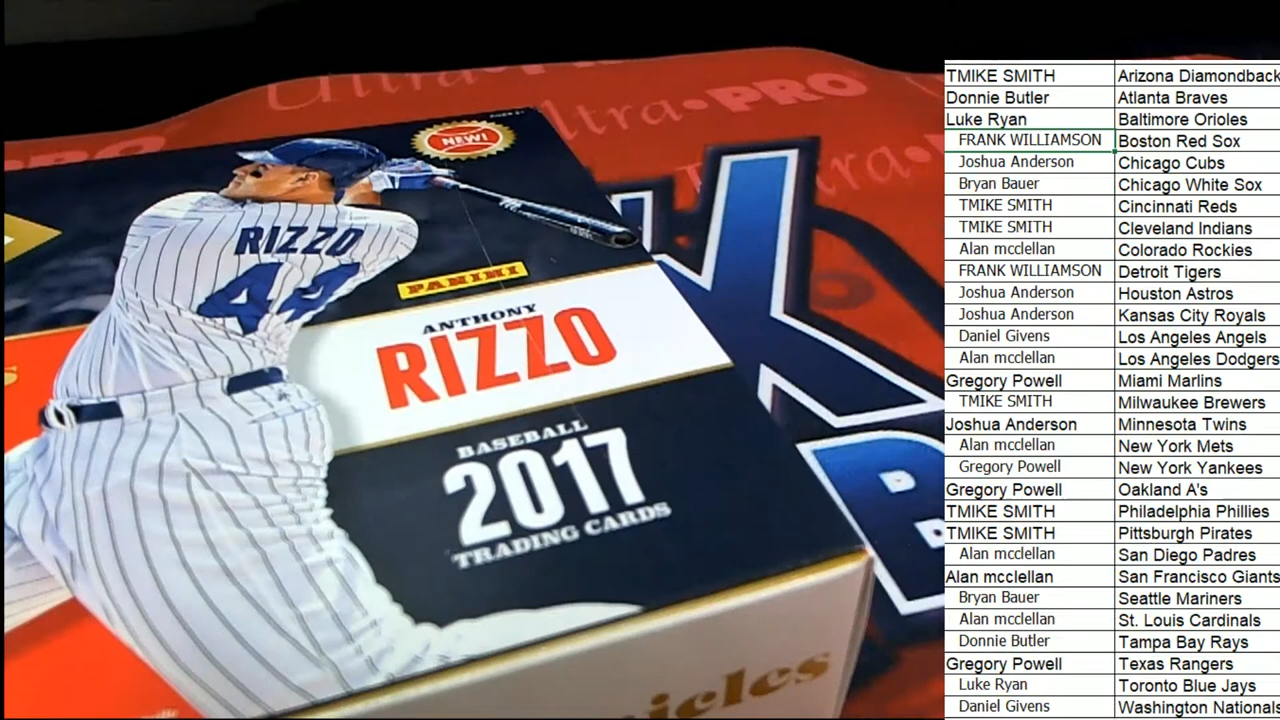 Ultra PRO
Ultra•PRO
Ultra
PRO
NEW!
RIZZO
44
PANINI
ANTHONY
RIZZO
BASEBALL
2017
TRADING CARDS
K
B
TMIKE SMITH Arizona Diamondback
Donnie Butler Atlanta Braves
Luke Ryan Baltimore Orioles
FRANK WILLIAMSON Boston Red Sox
Joshua Anderson Chicago Cubs
Bryan Bauer Chicago White Sox
TMIKE SMITH Cincinnati Reds
TMIKE SMITH Cleveland Indians
Alan mcclellan Colorado Rockies
FRANK WILLIAMSON Detroit Tigers
Joshua Anderson Houston Astros
Joshua Anderson Kansas City Royals
Daniel Givens Los Angeles Angels
Alan mcclellan Los Angeles Dodgers
Gregory Powell Miami Marlins
TMIKE SMITH Milwaukee Brewers
Joshua Anderson Minnesota Twins
Alan mcclellan New York Mets
Gregory Powell New York Yankees
Gregory Powell Oakland A's
TMIKE SMITH Philadelphia Phillies
TMIKE SMITH Pittsburgh Pirates
Alan mcclellan San Diego Padres
Alan mcclellan San Francisco Giants
Bryan Bauer Seattle Mariners
Alan mcclellan St. Louis Cardinals
Donnie Butler Tampa Bay Rays
Gregory Powell Texas Rangers
Luke Ryan Toronto Blue Jays
Daniel Givens Washington Nationals